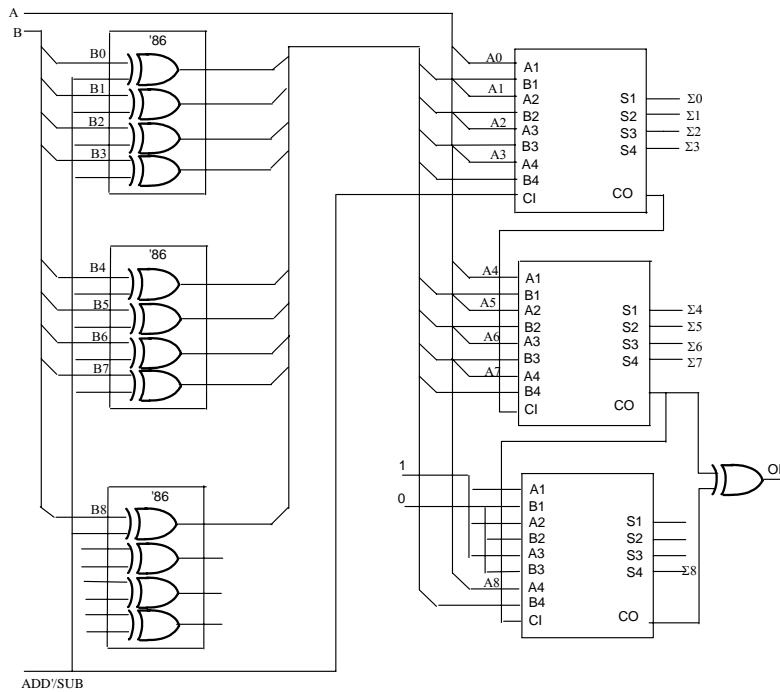 A
B
'86
B0
B1
B2
B3
'86
B4
B5
B6
B7
'86
B8
ADD'/SUB
A0
A1
A2
A3
A1
B1
A2
B2
A3
B3
A4
B4
CI
S1
S2
S3
S4
CO
Σ0
Σ1
Σ2
Σ3
A4
A5
A6
A7
A1
B1
A2
B2
A3
B3
A4
B4
CI
S1
S2
S3
S4
CO
Σ4
Σ5
Σ6
Σ7
1
0
A8
A1
B1
A2
B2
A3
B3
A4
B4
CI
S1
S2
S3
S4
CO
Σ8